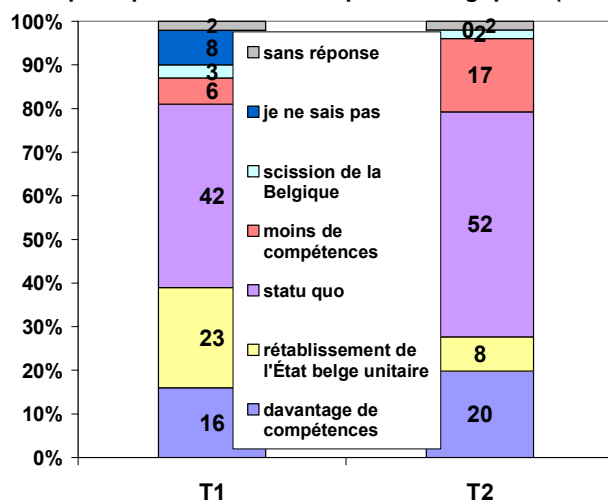 100%
90%
80%
70%
60%
50%
40%
30%
20%
10%
0%
2
8
3
6
42
23
16
sans réponse
je ne sais pas
scission de la
Belgique
moins de
compétences
statu quo
rétablissement de
l'État belge unitaire
davantage de
compétences
2
0
2
17
52
8
20
T1
T2